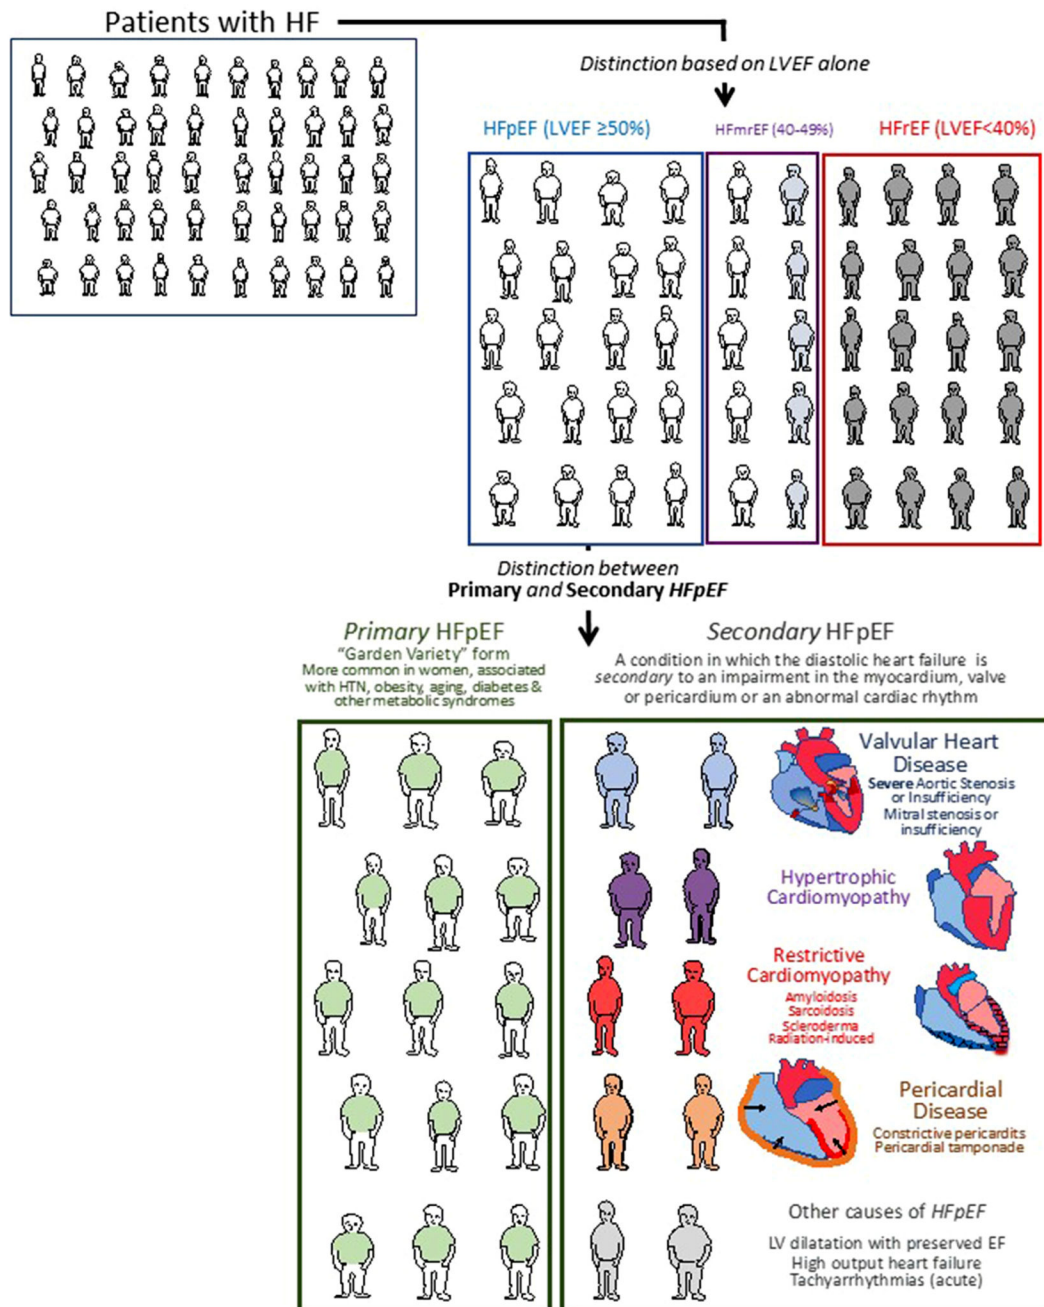 Patients with HF
Distinction based on LVEF alone
HFpEF (LVEF ≥50%)
HFmrEF (40-49%)
HFrEF (LVEF<40%)
Distinction between
Primary and Secondary HFpEF
Primary HFpEF
"Garden Variety" form
More common in women, associated
with HTN, obesity, aging, diabetes &
other metabolic syndromes
Secondary HFpEF
A condition in which the diastolic heart failure is
secondary to an impairment in the myocardium, valve
or pericardium or an abnormal cardiac rhythm
Valvular Heart
Disease
Severe Aortic Stenosis
or Insufficiency
Mitral stenosis or
insufficiency
Hypertrophic
Cardiomyopathy
Restrictive
Cardiomyopathy
Amyloidosis
Sarcoidosis
Scleroderma
Radiation-induced
Pericardial
Disease
Constrictive pericardits
Pericardial tamponade
Other causes of HFpEF
LV dilatation with preserved EF
High output heart failure
Tachyarrhythmias (acute)